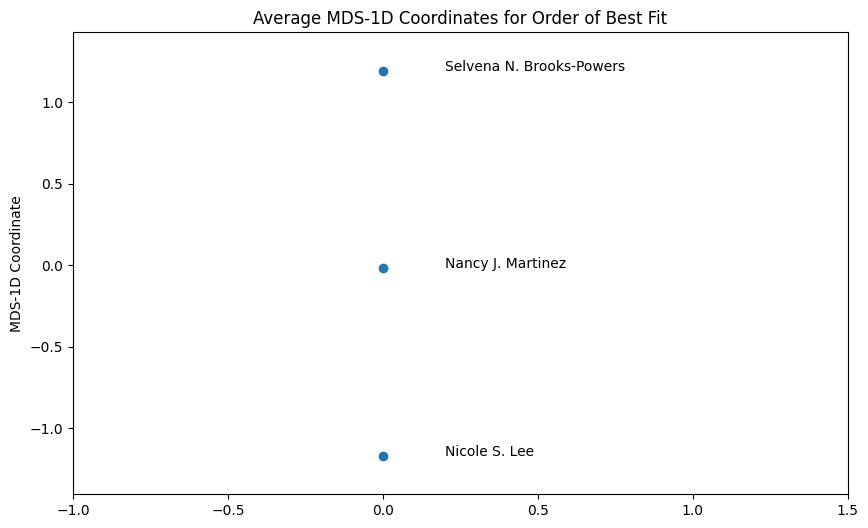 Average MDS-1D Coordinates for Order of Best Fit
Selvena N. Brooks-Powers
1.0
0.5
MDS-1D Coordinate
0.0
Nancy J. Martinez
−0.5
−1.0
Nicole S. Lee
−1.0 −0.5 0.0 0.5 1.0 1.5